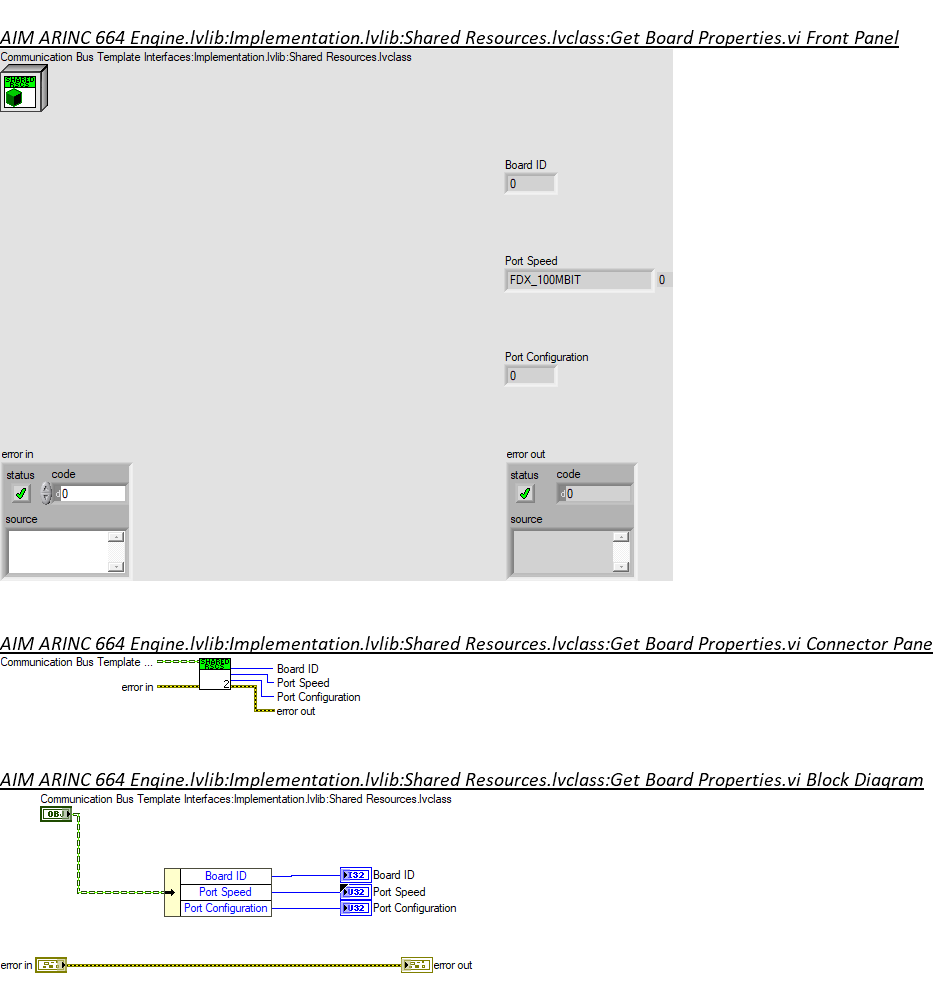 AIM ARINC 664 Engine.lvlib:Implementation.lvlib:Shared Resources.lvclass:Get Board Properties.vi Front Panel
Communication Bus Template Interfaces:Implementation.lvlib:Shared Resources.lvclass
SHARED
RSCS
Board ID
0
Port Speed
FDX_100MBIT 0
Port Configuration
0
error in error out
status code status code
d0 d0
source source
AIM ARINC 664 Engine.lvlib:Implementation.lvlib:Shared Resources.lvclass:Get Board Properties.vi Connector Pane
Communication Bus Template ... SHARED Board ID
RSCS
Port Speed
error in 2 Port Configuration
error out
AIM ARINC 664 Engine.lvlib:Implementation.lvlib:Shared Resources.lvclass:Get Board Properties.vi Block Diagram
Communication Bus Template Interfaces:Implementation.lvlib:Shared Resources.lvclass
OBJ
Board ID I32 Board ID
Port Speed U32 Port Speed
Port Configuration U32 Port Configuration
error in error out